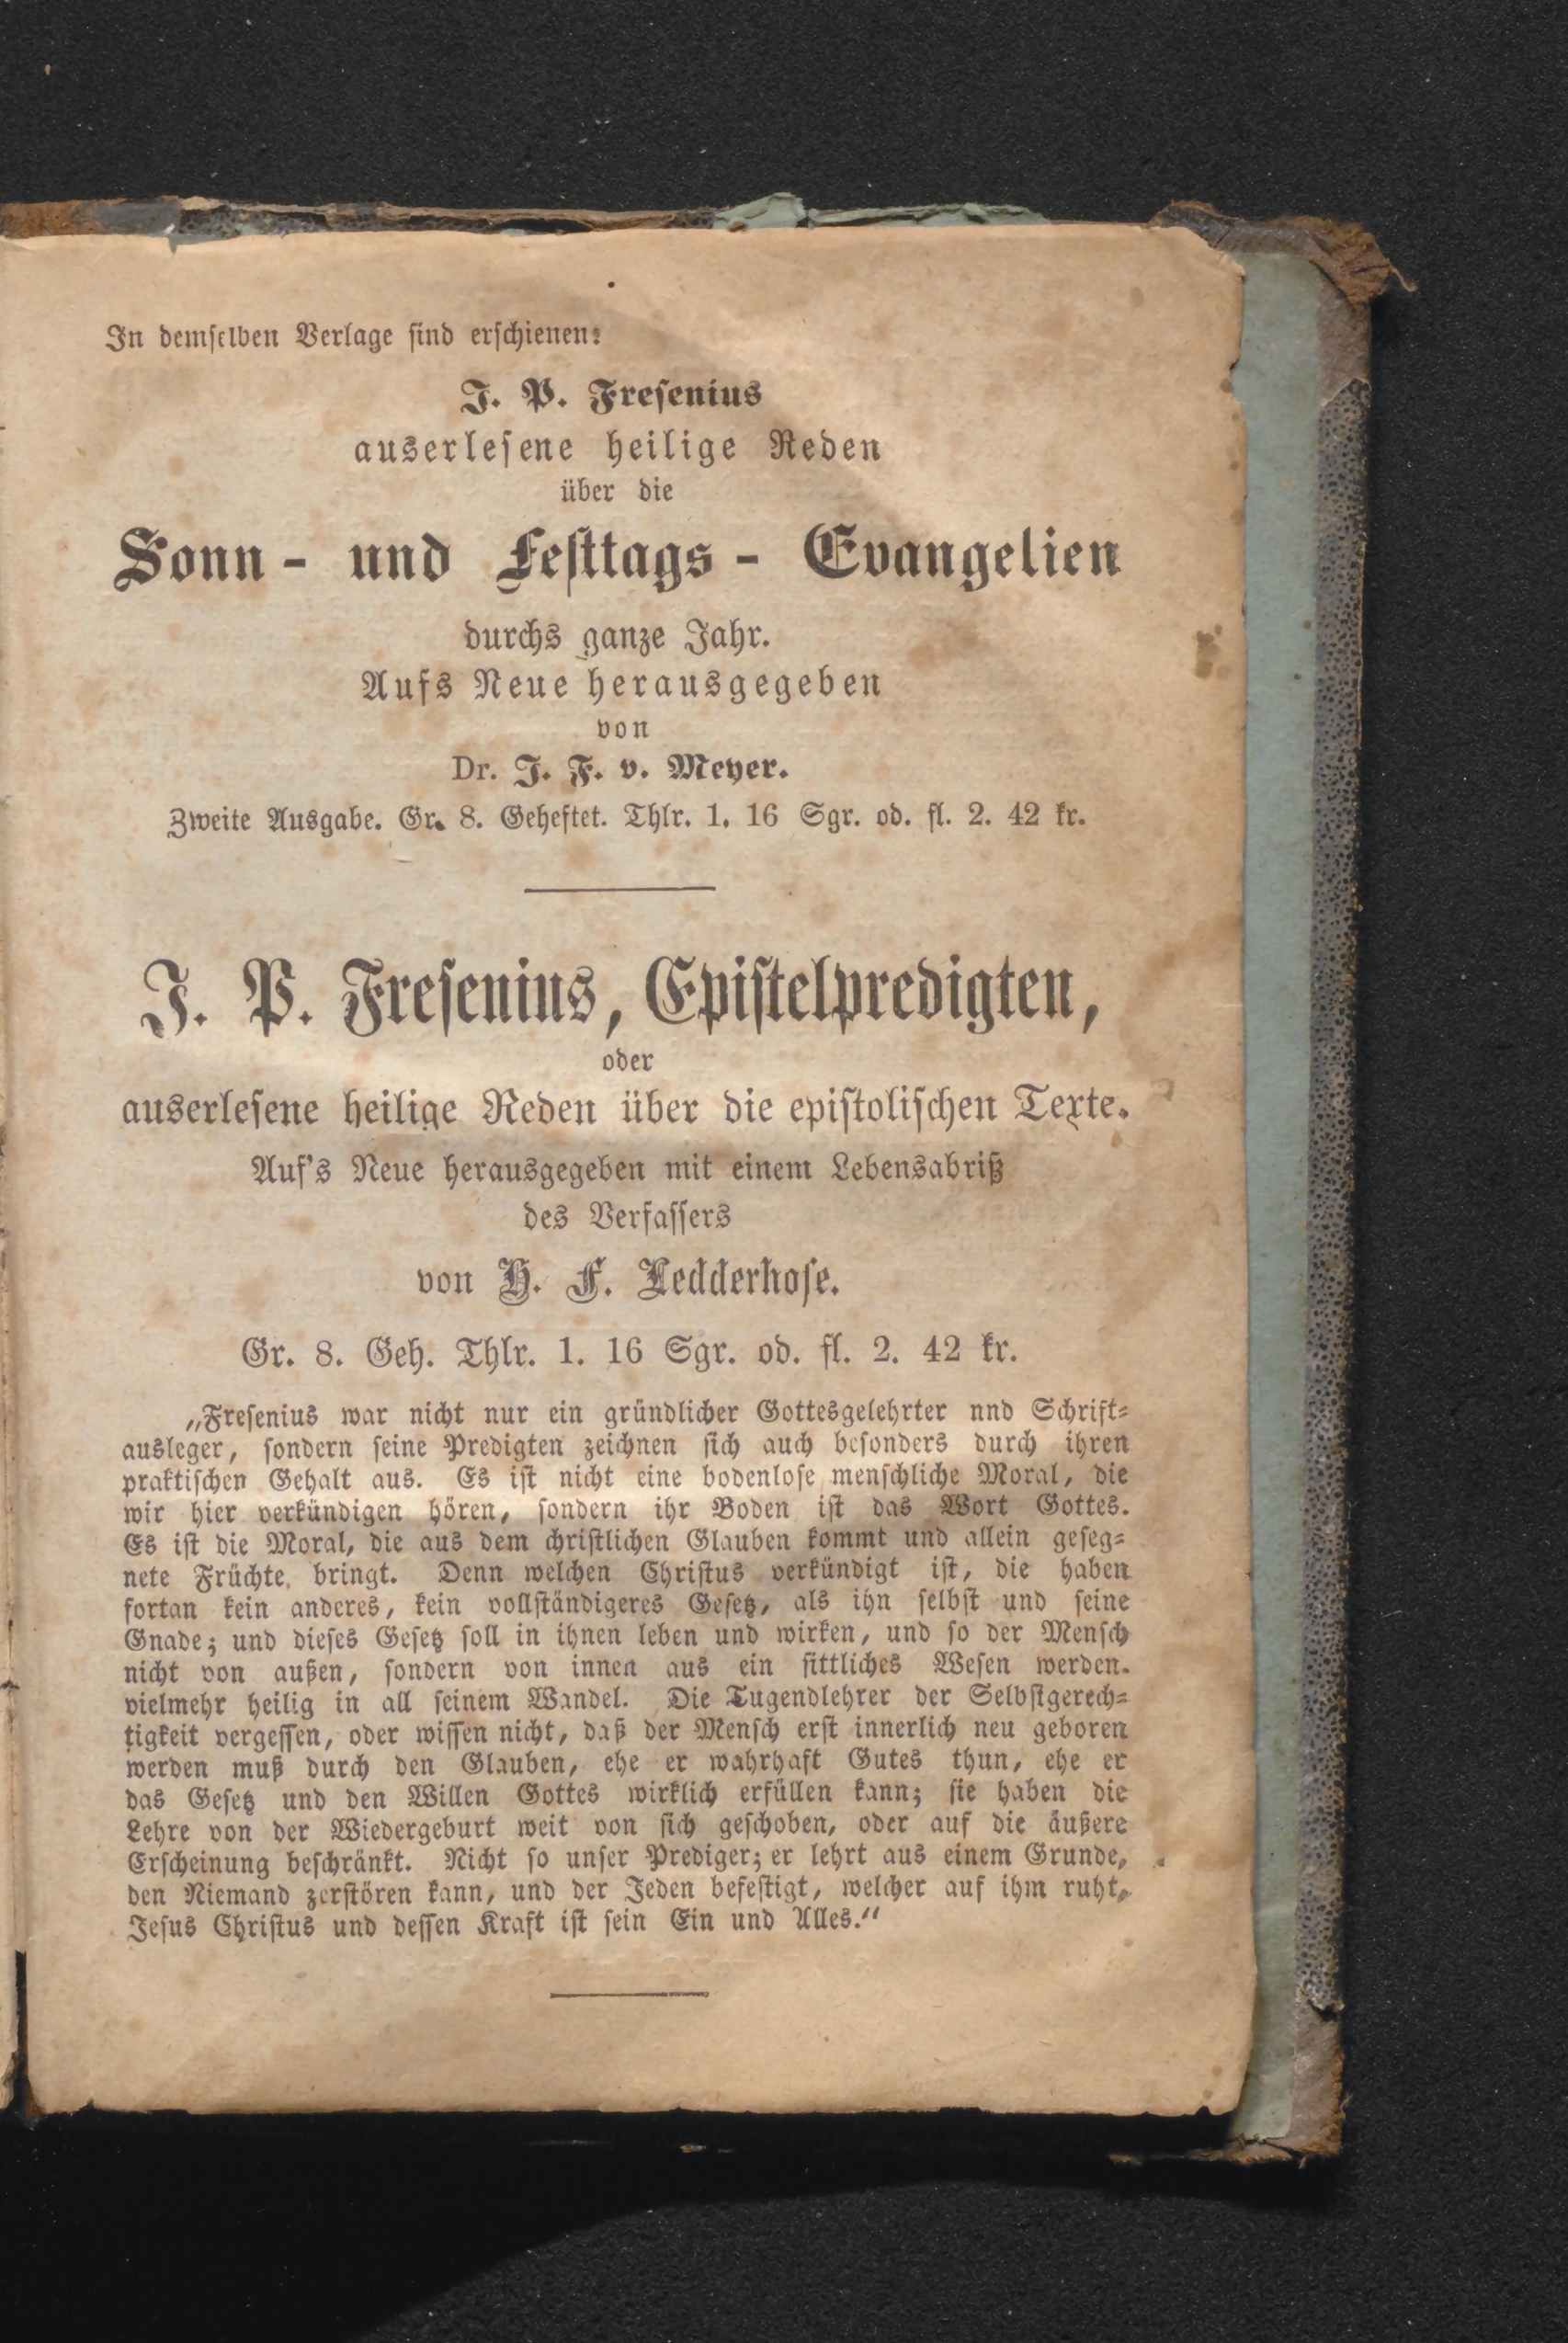 In demselben Verlage sind erschienen:
J. P. Fresenius
auserlesene heilige Reden
über die
Sonn- und Festtags-Evangelien
durchs ganze Jahr.
Aufs Neue herausgegeben
von
Dr. J. F. v. Meyer.
Zweite Ausgabe. Gr. 8. Geheftet. Thlr. 1. 16 Sgr. od. fl. 2. 42 kr.
J. P. Fresenius, Epistelpredigten,
oder
auserlesene heilige Reden über die epistolischen Texte.
Auf's Neue herausgegeben mit einem Lebensabriß
des Verfassers
von H. F. Ledderhose.
Gr. 8. Geh. Thlr. 1. 16 Sgr. od. fl. 2. 42 kr.
„Fresenius war nicht nur ein gründlicher Gottesgelehrter nnd Schrift-
ausleger, sondern seine Predigten zeichnen sich auch besonders durch ihren
praktischen Gehalt aus. Es ist nicht eine bodenlose menschliche Moral, die
wir hier verkündigen hören, sondern ihr Boden ist das Wort Gottes.
Es ist die Moral, die aus dem christlichen Glauben kommt und allein geseg-
nete Früchte bringt. Denn welchen Christus verkündigt ist, die haben
fortan kein anderes, kein vollständigeres Gesetz, als ihn selbst und seine
Gnade; und dieses Gesetz soll in ihnen leben und wirken, und so der Mensch
nicht von außen, sondern von innen aus ein sittliches Wesen werden.
vielmehr heilig in all seinem Wandel. Die Tugendlehrer der Selbstgerech-
tigkeit vergessen, oder wissen nicht, daß der Mensch erst innerlich neu geboren
werden muß durch den Glauben, ehe er wahrhaft Gutes thun, ehe er
das Gesetz und den Willen Gottes wirklich erfüllen kann; sie haben die
Lehre von der Wiedergeburt weit von sich geschoben, oder auf die äußere
Erscheinung beschränkt. Nicht so unser Prediger; er lehrt aus einem Grunde,
den Niemand zerstören kann, und der Jeden befestigt, welcher auf ihm ruht,
Jesus Christus und dessen Kraft ist sein Ein und Alles.“